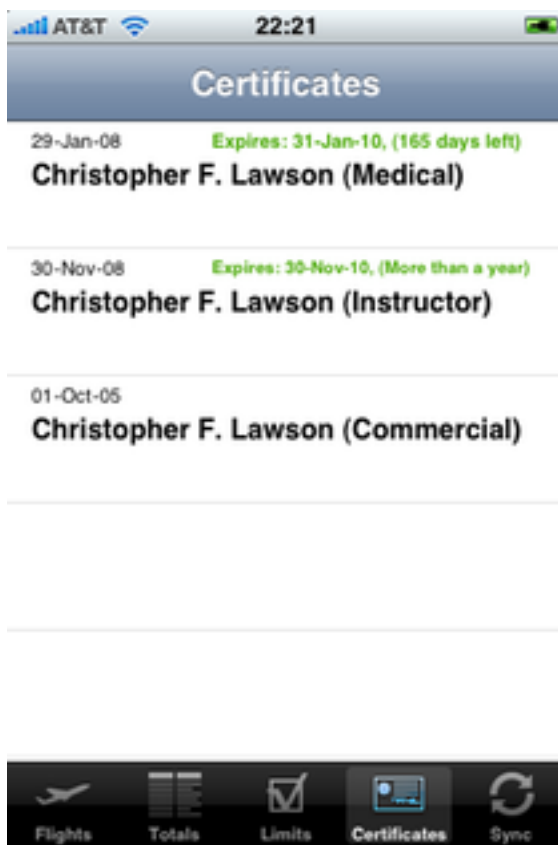 AT&T 22:21
Certificates
29-Jan-08 Expires: 31-Jan-10, (165 days left)
Christopher F. Lawson (Medical)
30-Nov-08 Expires: 30-Nov-10, (More than a year)
Christopher F. Lawson (Instructor)
01-Oct-05
Christopher F. Lawson (Commercial)
Flights Totals Limits Certificates Sync